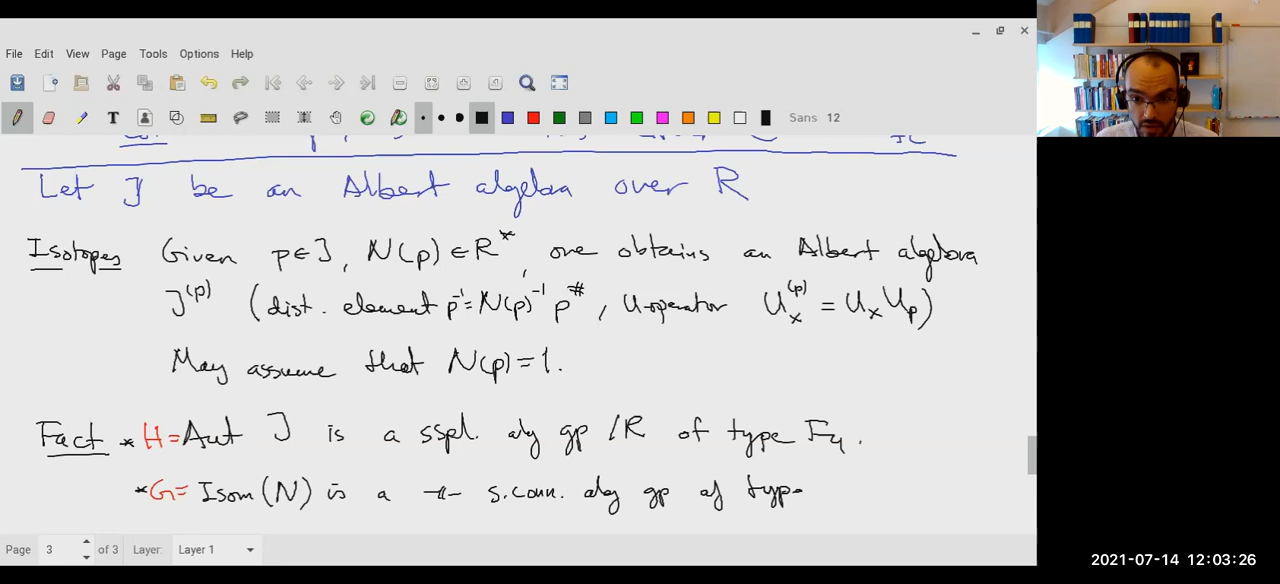 File Edit View Page Tools Options Help
Sans 12
Let J be an Albert algebra over R
Isotopes Given p∈J, N(p)∈R*, one obtains an Albert algebra
J^(p) (dist. element p^-1=N(p)^-1 p^#, U-operator U_x^(p) = U_x U_p)
May assume that N(p)=1.
Fact * H=Aut J is a sspl. alg gp /R of type F4.
*G= Isom(N) is a -"- s.conn. alg gp of type
Page 3 of 3 Layer: Layer 1
2021-07-14 12:03:26